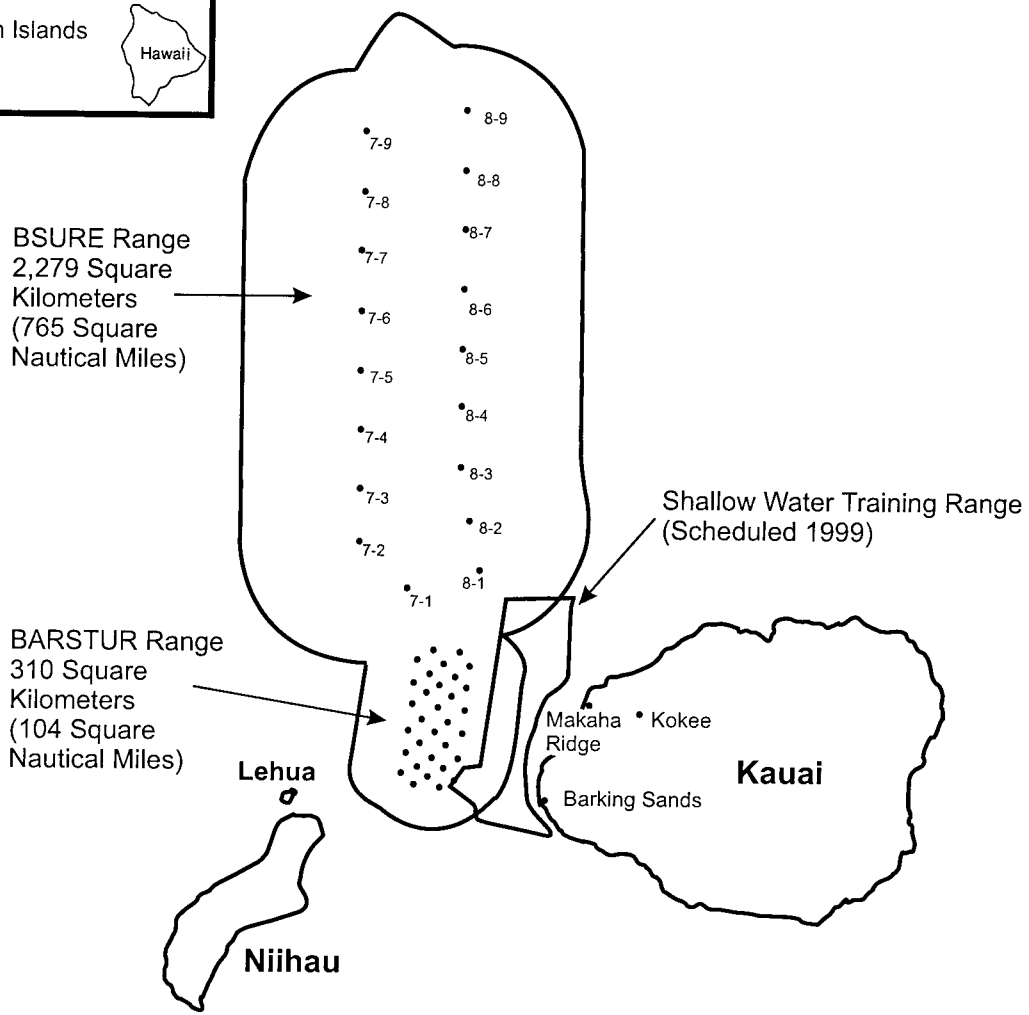 Islands
Hawaii
8-9
7-9
8-8
7-8
BSURE Range
2,279 Square
Kilometers
(765 Square
Nautical Miles)
8-7
7-7
8-6
7-6
8-5
7-5
8-4
7-4
8-3
7-3
Shallow Water Training Range
(Scheduled 1999)
8-2
7-2
8-1
7-1
BARSTUR Range
310 Square
Kilometers
(104 Square
Nautical Miles)
Makaha
Ridge
Kokee
Kauai
Lehua
Barking Sands
Niihau